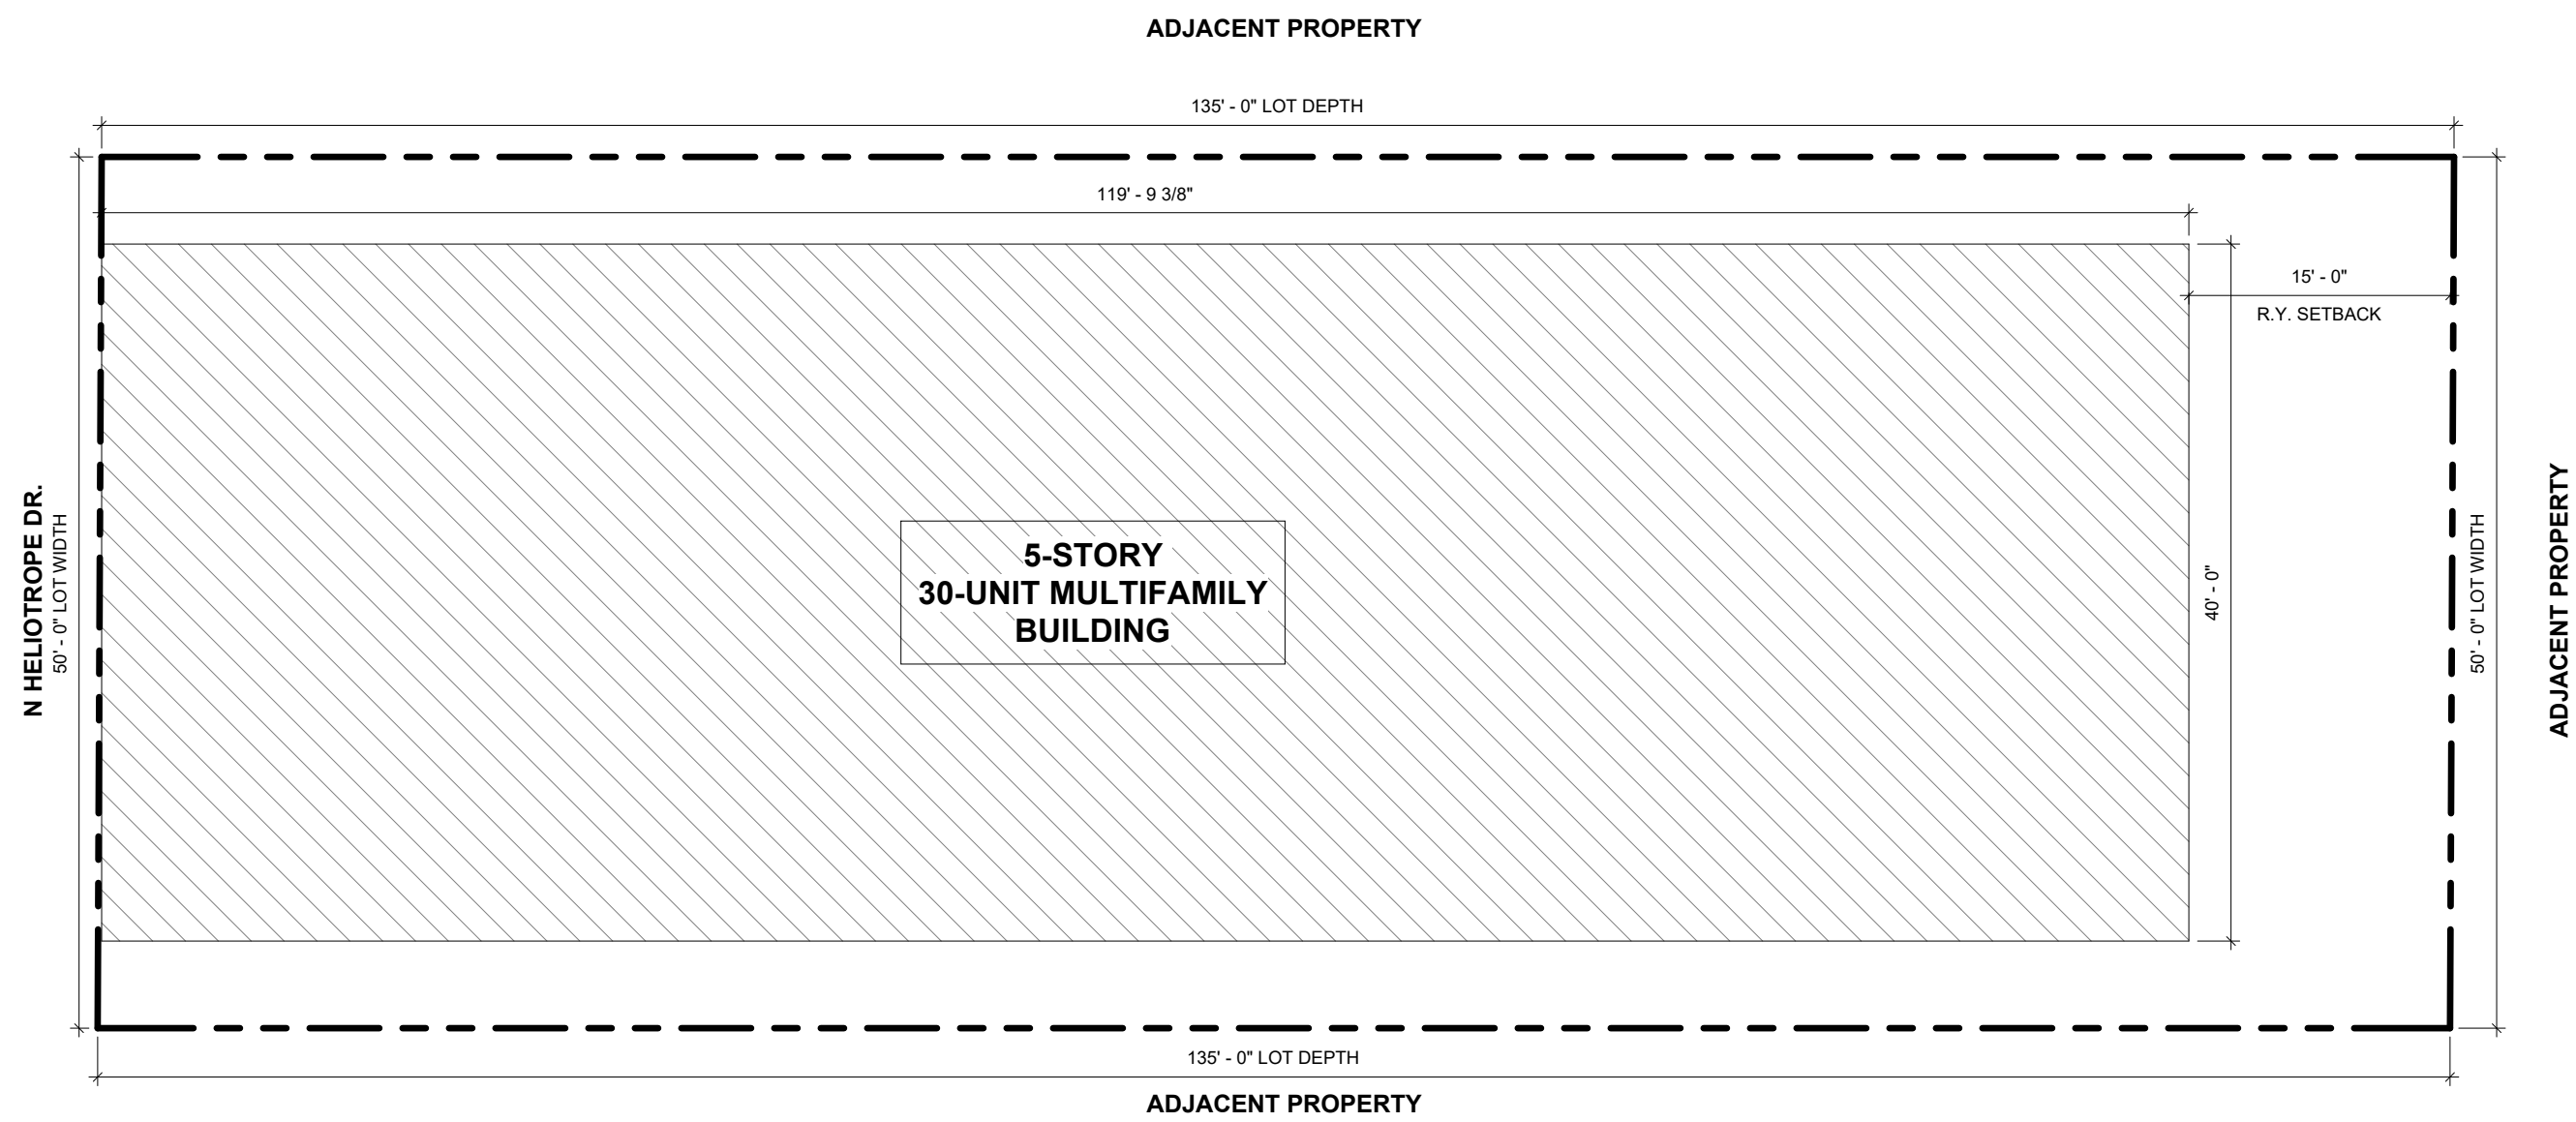 ADJACENT PROPERTY
135' - 0" LOT DEPTH
119' - 9 3/8"
15' - 0"
R.Y. SETBACK
N HELIOTROPE DR.
50' - 0" LOT WIDTH
5-STORY
30-UNIT MULTIFAMILY
BUILDING
40' - 0"
50' - 0" LOT WIDTH
ADJACENT PROPERTY
135' - 0" LOT DEPTH
ADJACENT PROPERTY